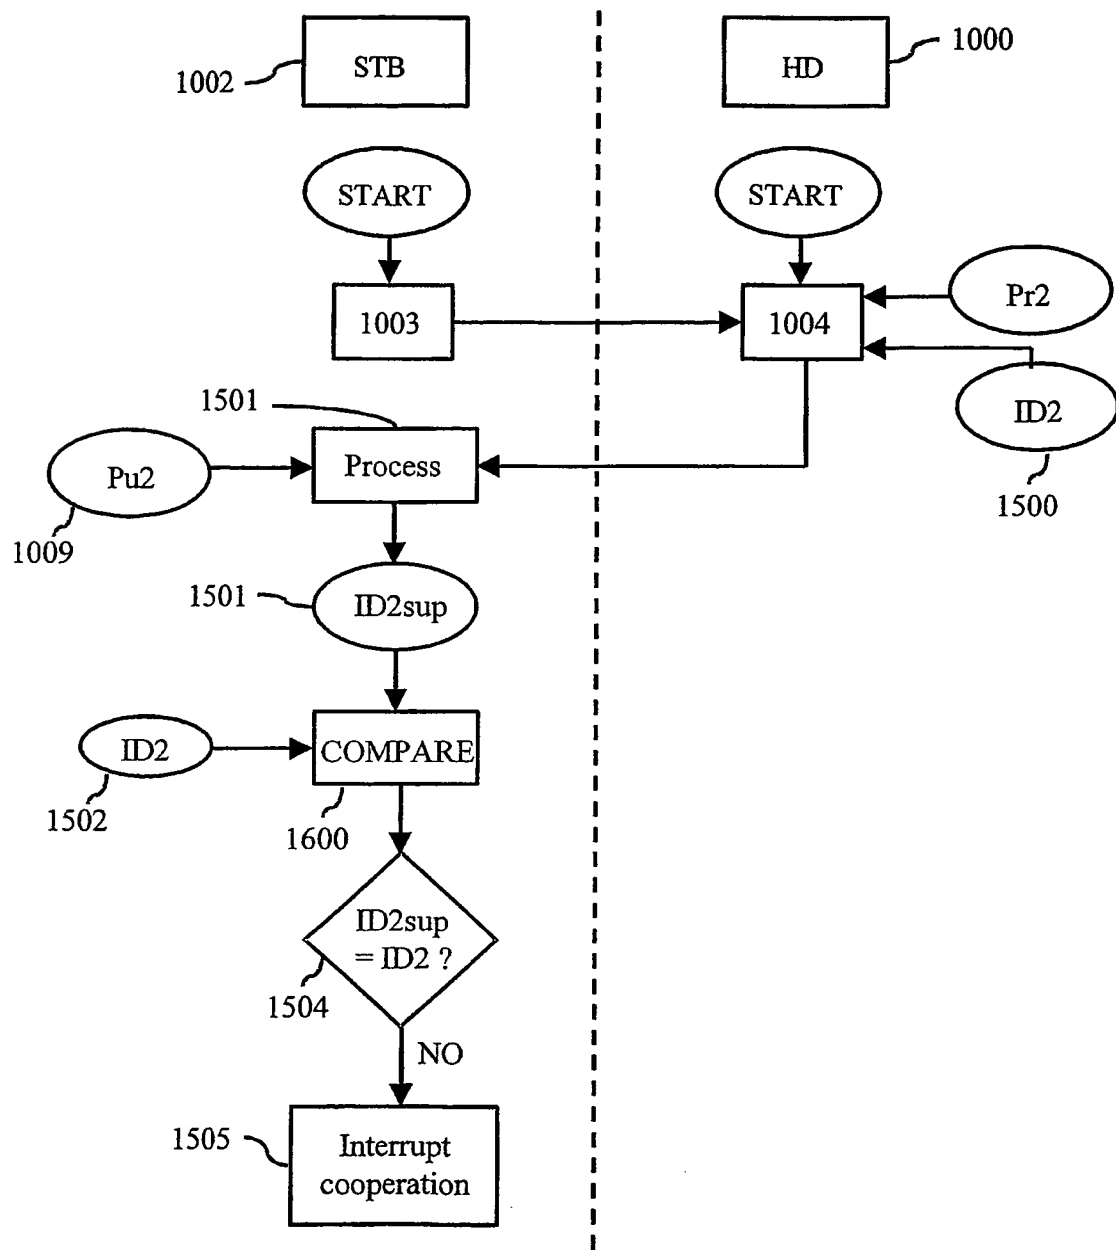 STB
1002
HD
1000
START
START
1003
1004
Pr2
ID2
1500
1501
Process
Pu2
1009
1501
ID2sup
ID2
1502
COMPARE
1600
ID2sup
= ID2 ?
1504
NO
1505
Interrupt
cooperation